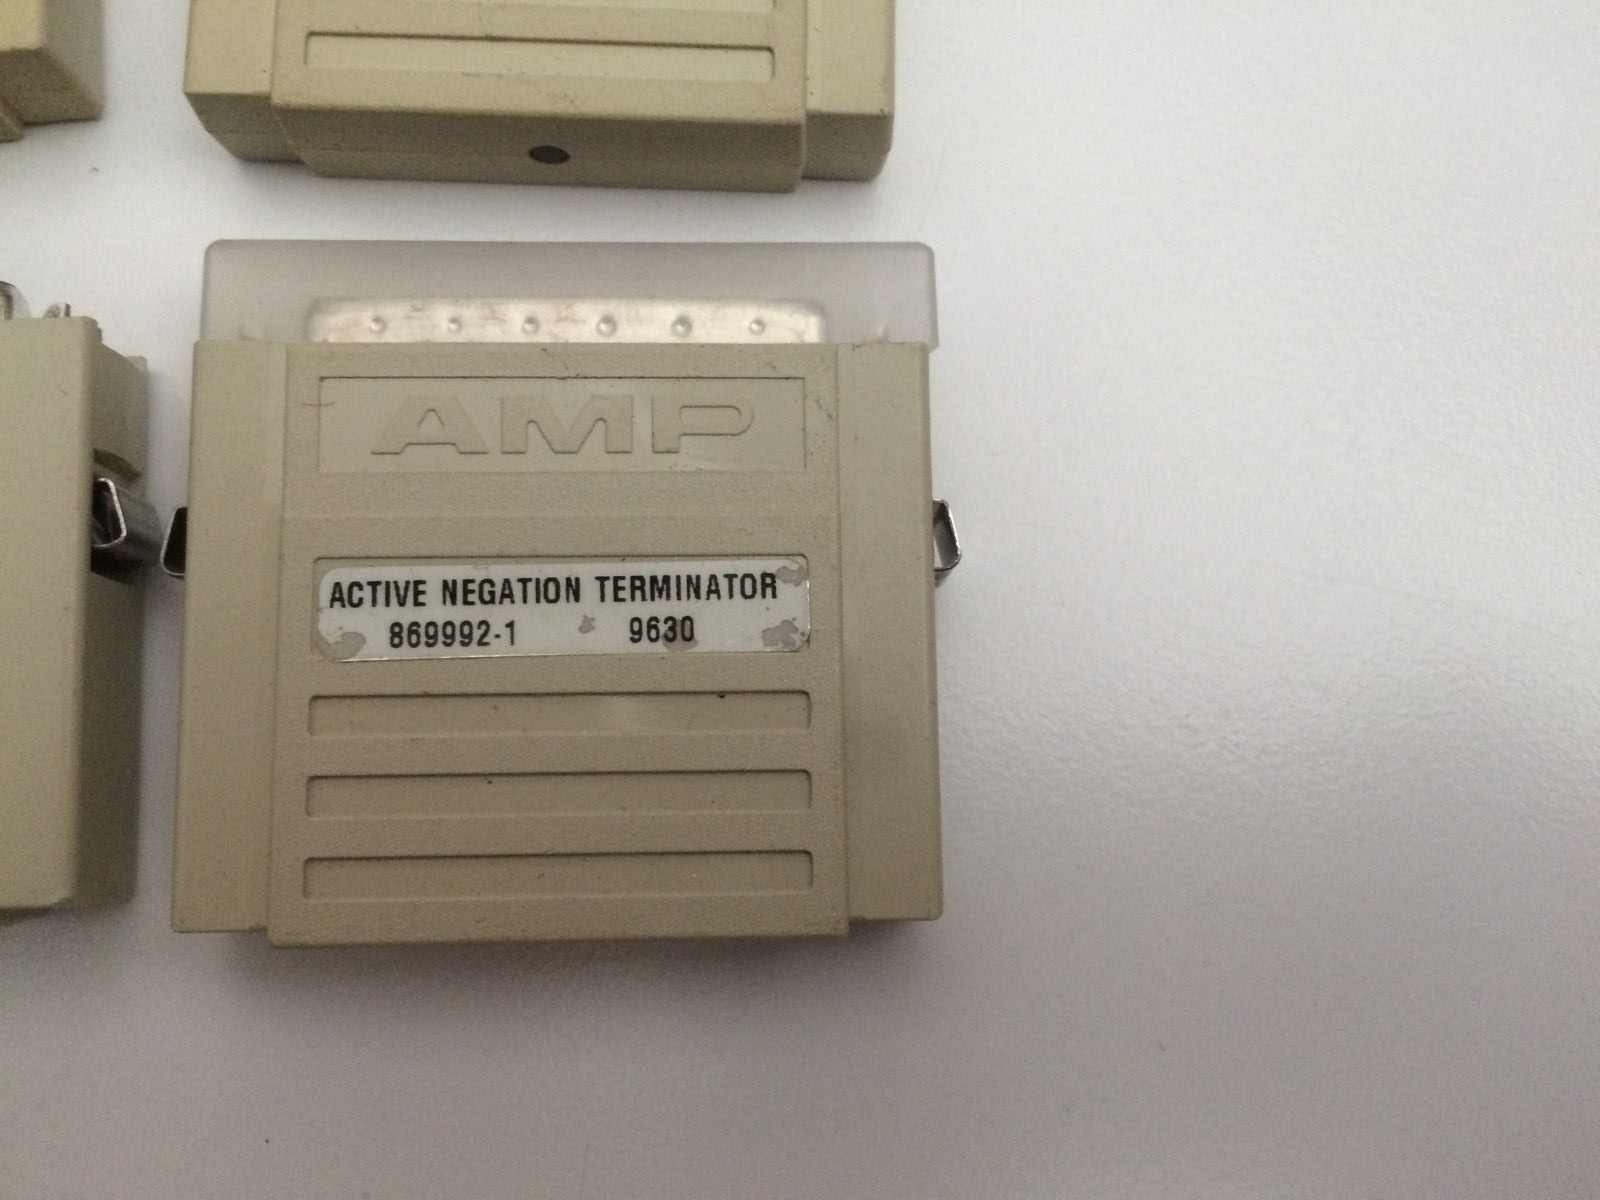 AMP
ACTIVE NEGATION TERMINATOR
869992-1 9630